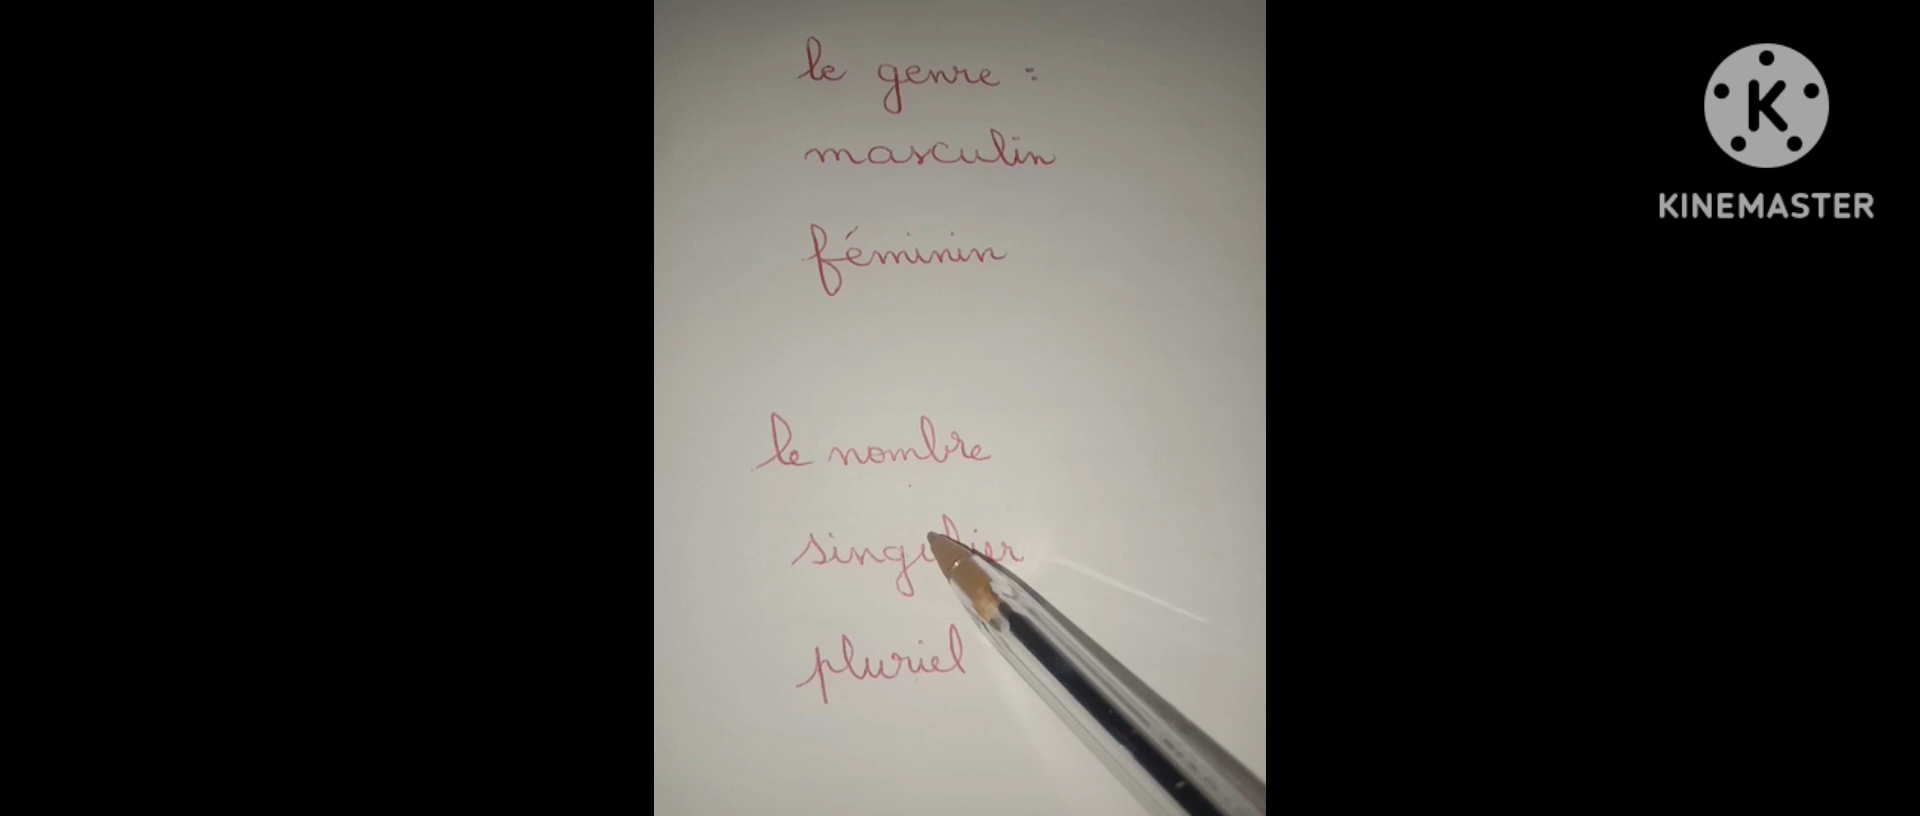 le genre :
masculin
féminin
le nombre
singulier
pluriel
K
KINEMASTER